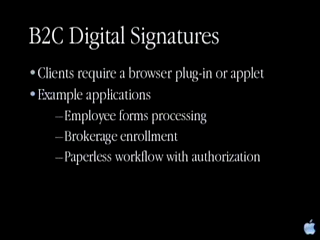 B2C Digital Signatures
•Clients require a browser plug-in or applet
•Example applications
–Employee forms processing
–Brokerage enrollment
–Paperless workflow with authorization